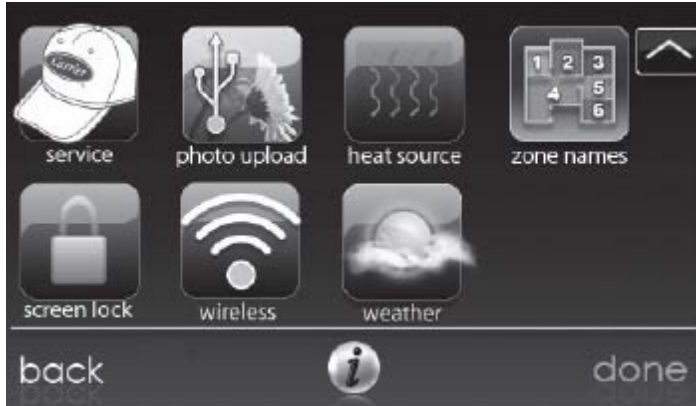 Carrier
service
photo upload
heat source
1 2 3
4 5
6
zone names
screen lock
wireless
weather
back
i
done